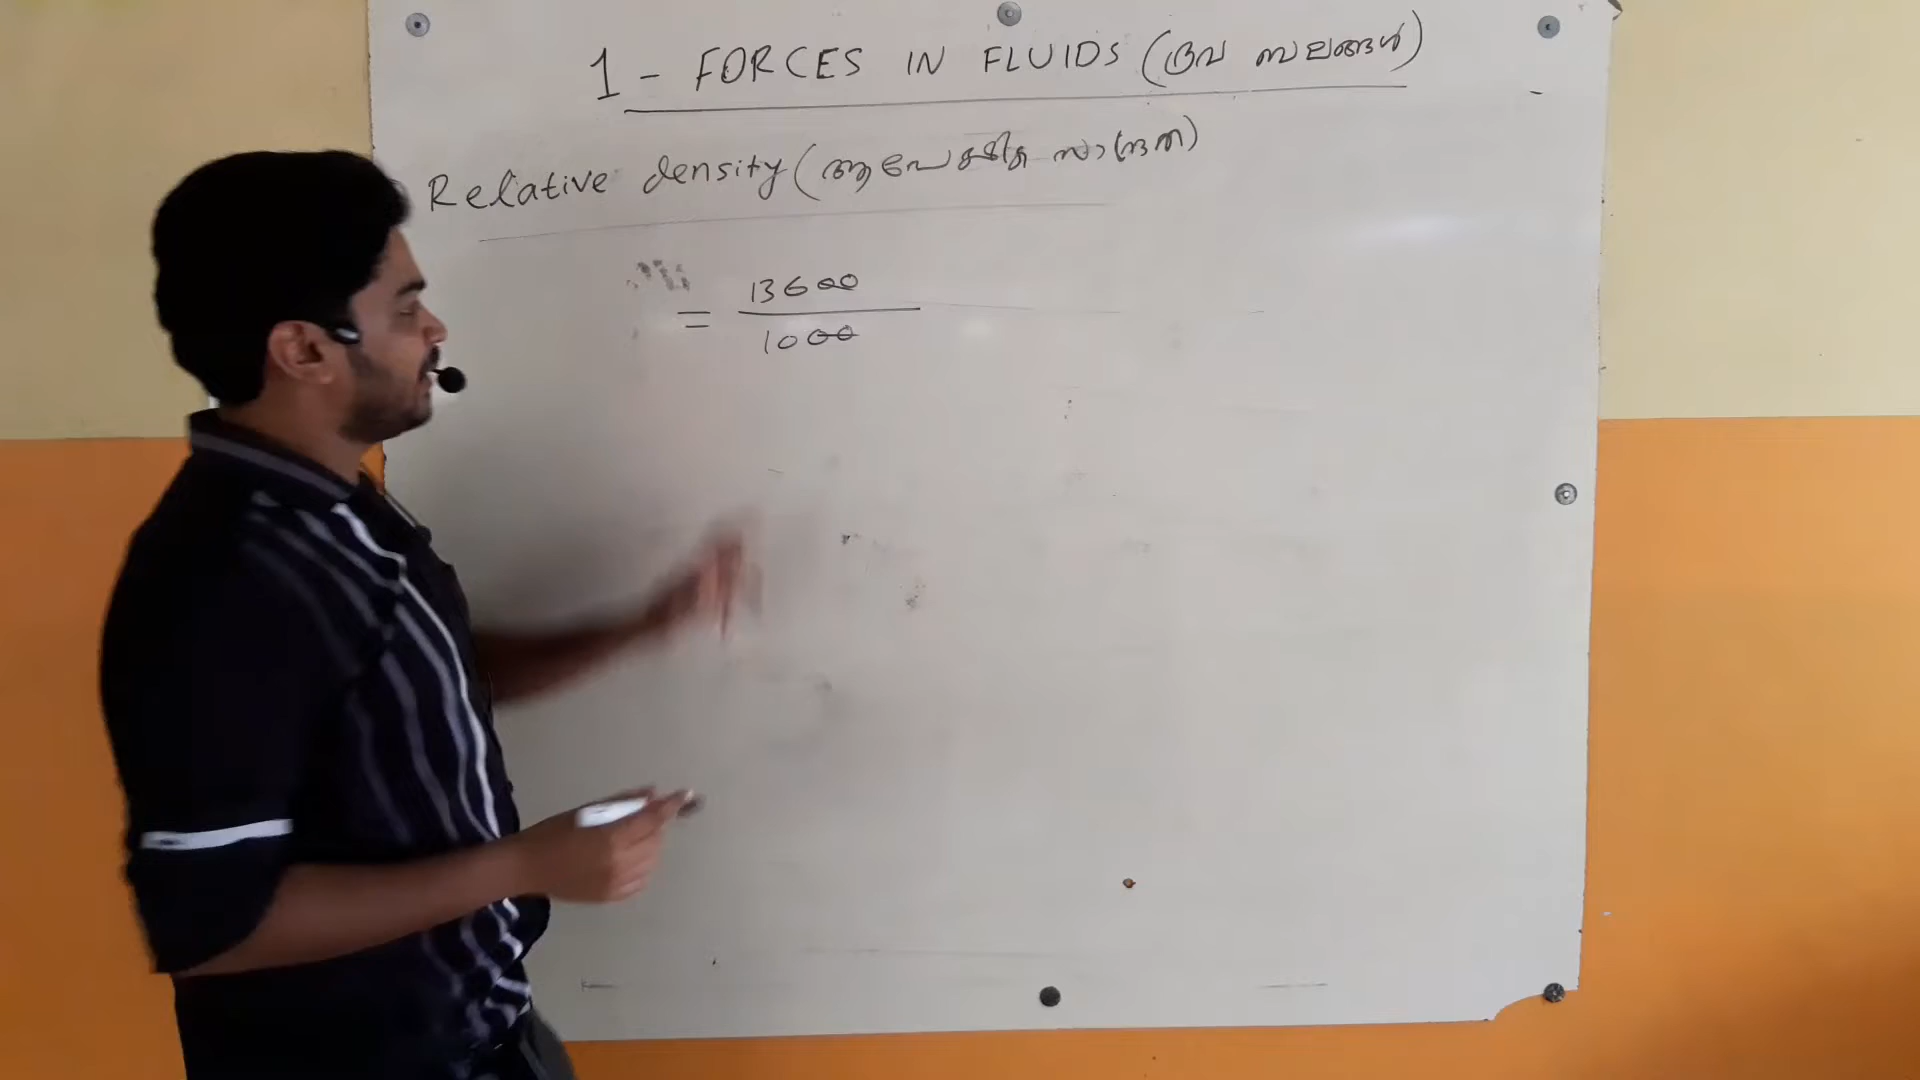 1 - FORCES IN FLUIDS (ദ്രവ ബലങ്ങൾ)
Relative density (ആപേക്ഷിക സാന്ദ്രത)
= 13600
1000